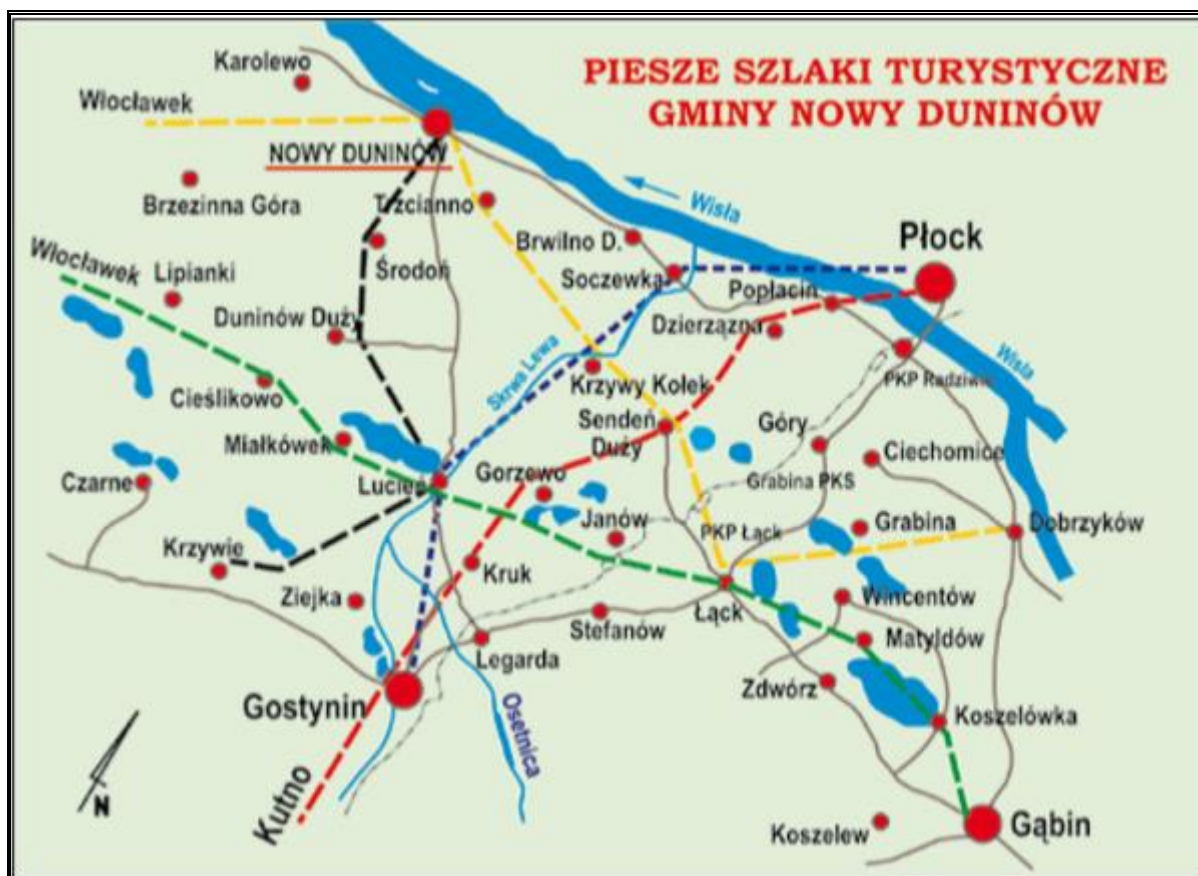 PIESZE SZLAKI TURYSTYCZNE
GMINY NOWY DUNINÓW
Karolewo
Włocławek
NOWY DUNINÓW
Brzezinna Góra
Trzcianno
Wisła
Brwilno D.
Płock
Środoń
Soczewka
Włocławek
Lipianki
Popłacin
Duninów Duży
Dzierzązna
Skrwa Lewa
Wisła
PKP Radziwie
Krzywy Kołek
Cieślikowo
Sendeń
Duży
Góry
Miałkówek
Ciechomice
Gorzewo
Czarne
Lucień
Grabina PKS
Janów
PKP Łąck
Grabina
Dobrzyków
Krzywie
Kruk
Ziejka
Łąck
Wincentów
Stefanów
Matyldów
Legarda
Zdwórz
Gostynin
Osetnica
Koszelówka
Kutno
N
Koszelew
Gąbin